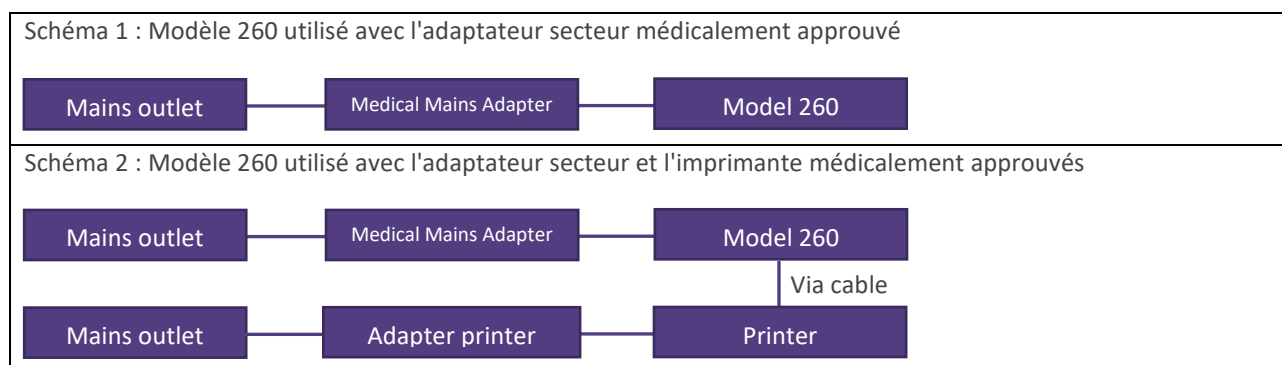 Schéma 1 : Modèle 260 utilisé avec l'adaptateur secteur médicalement approuvé
Mains outlet Medical Mains Adapter Model 260
Schéma 2 : Modèle 260 utilisé avec l'adaptateur secteur et l'imprimante médicalement approuvés
Mains outlet Medical Mains Adapter Model 260
Via cable
Mains outlet Adapter printer Printer